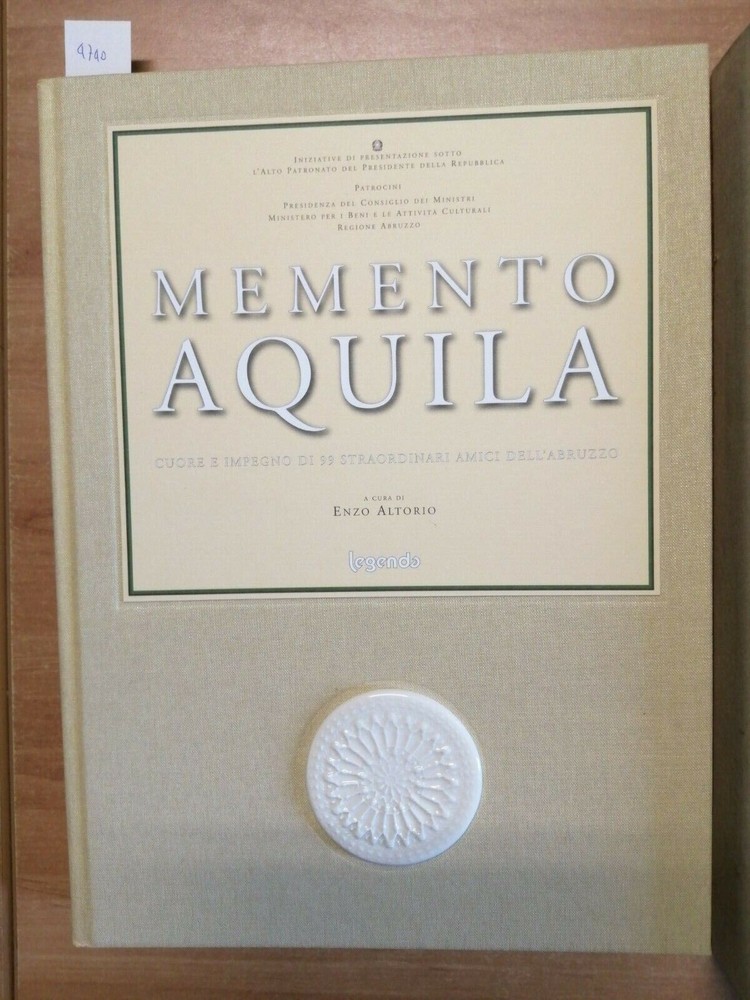 4740
Iniziative di presentazione sotto
l'Alto Patronato del Presidente della Repubblica
Patrocini
Presidenza del Consiglio dei Ministri
Ministero per i Beni e le Attività Culturali
Regione Abruzzo
MEMENTO
AQUILA
CUORE E IMPEGNO DI 99 STRAORDINARI AMICI DELL'ABRUZZO
A CURA DI
Enzo Altorio
legenda